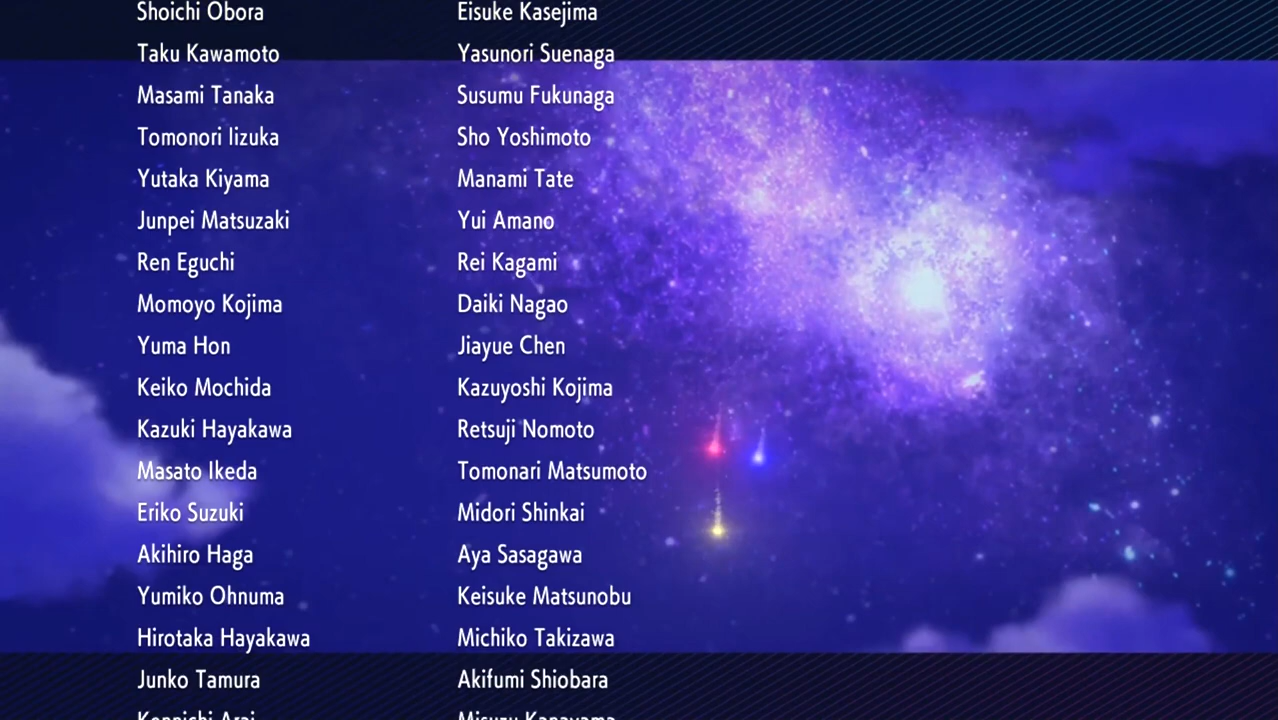 Shoichi Obora Eisuke Kasejima
Taku Kawamoto Yasunori Suenaga
Masami Tanaka Susumu Fukunaga
Tomonori Iizuka Sho Yoshimoto
Yutaka Kiyama Manami Tate
Junpei Matsuzaki Yui Amano
Ren Eguchi Rei Kagami
Momoyo Kojima Daiki Nagao
Yuma Hon Jiayue Chen
Keiko Mochida Kazuyoshi Kojima
Kazuki Hayakawa Retsuji Nomoto
Masato Ikeda Tomonari Matsumoto
Eriko Suzuki Midori Shinkai
Akihiro Haga Aya Sasagawa
Yumiko Ohnuma Keisuke Matsunobu
Hirotaka Hayakawa Michiko Takizawa
Junko Tamura Akifumi Shiobara